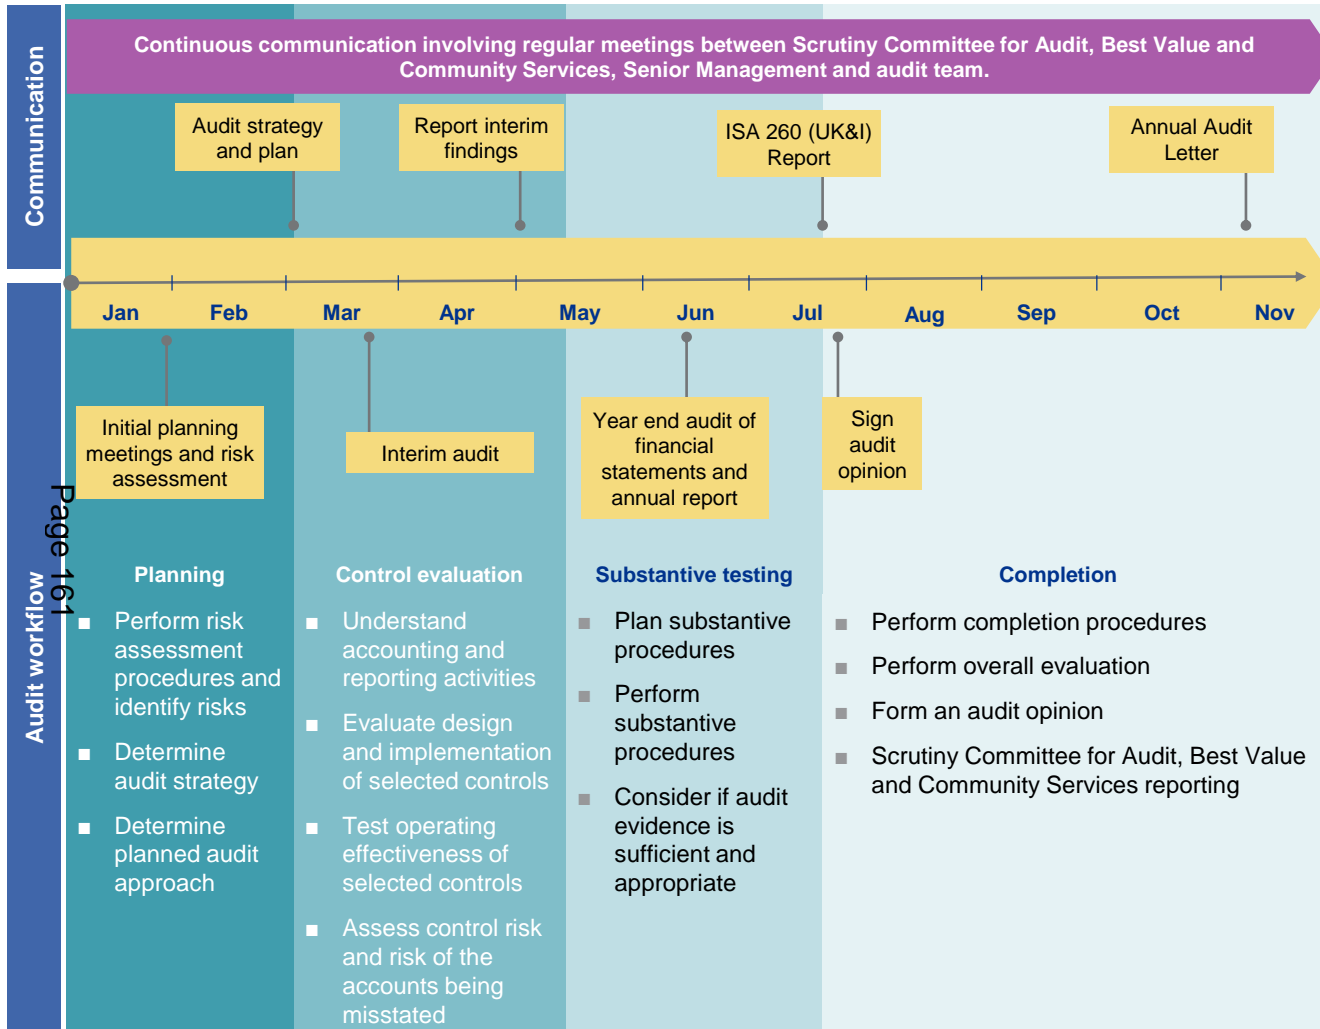 Communication
Continuous communication involving regular meetings between Scrutiny Committee for Audit, Best Value and
Community Services, Senior Management and audit team.
Audit strategy
and plan
Report interim
findings
ISA 260 (UK&I)
Report
Annual Audit
Letter
Jan Feb Mar Apr May Jun Jul Aug Sep Oct Nov
Audit workflow
Page 161
Initial planning
meetings and risk
assessment
Interim audit
Year end audit of
financial
statements and
annual report
Sign
audit
opinion
Planning
■ Perform risk
assessment
procedures and
identify risks
■ Determine
audit strategy
■ Determine
planned audit
approach
Control evaluation
■ Understand
accounting and
reporting activities
■ Evaluate design
and implementation
of selected controls
■ Test operating
effectiveness of
selected controls
■ Assess control risk
and risk of the
accounts being
misstated
Substantive testing
■ Plan substantive
procedures
■ Perform
substantive
procedures
■ Consider if audit
evidence is
sufficient and
appropriate
Completion
■ Perform completion procedures
■ Perform overall evaluation
■ Form an audit opinion
■ Scrutiny Committee for Audit, Best Value
and Community Services reporting